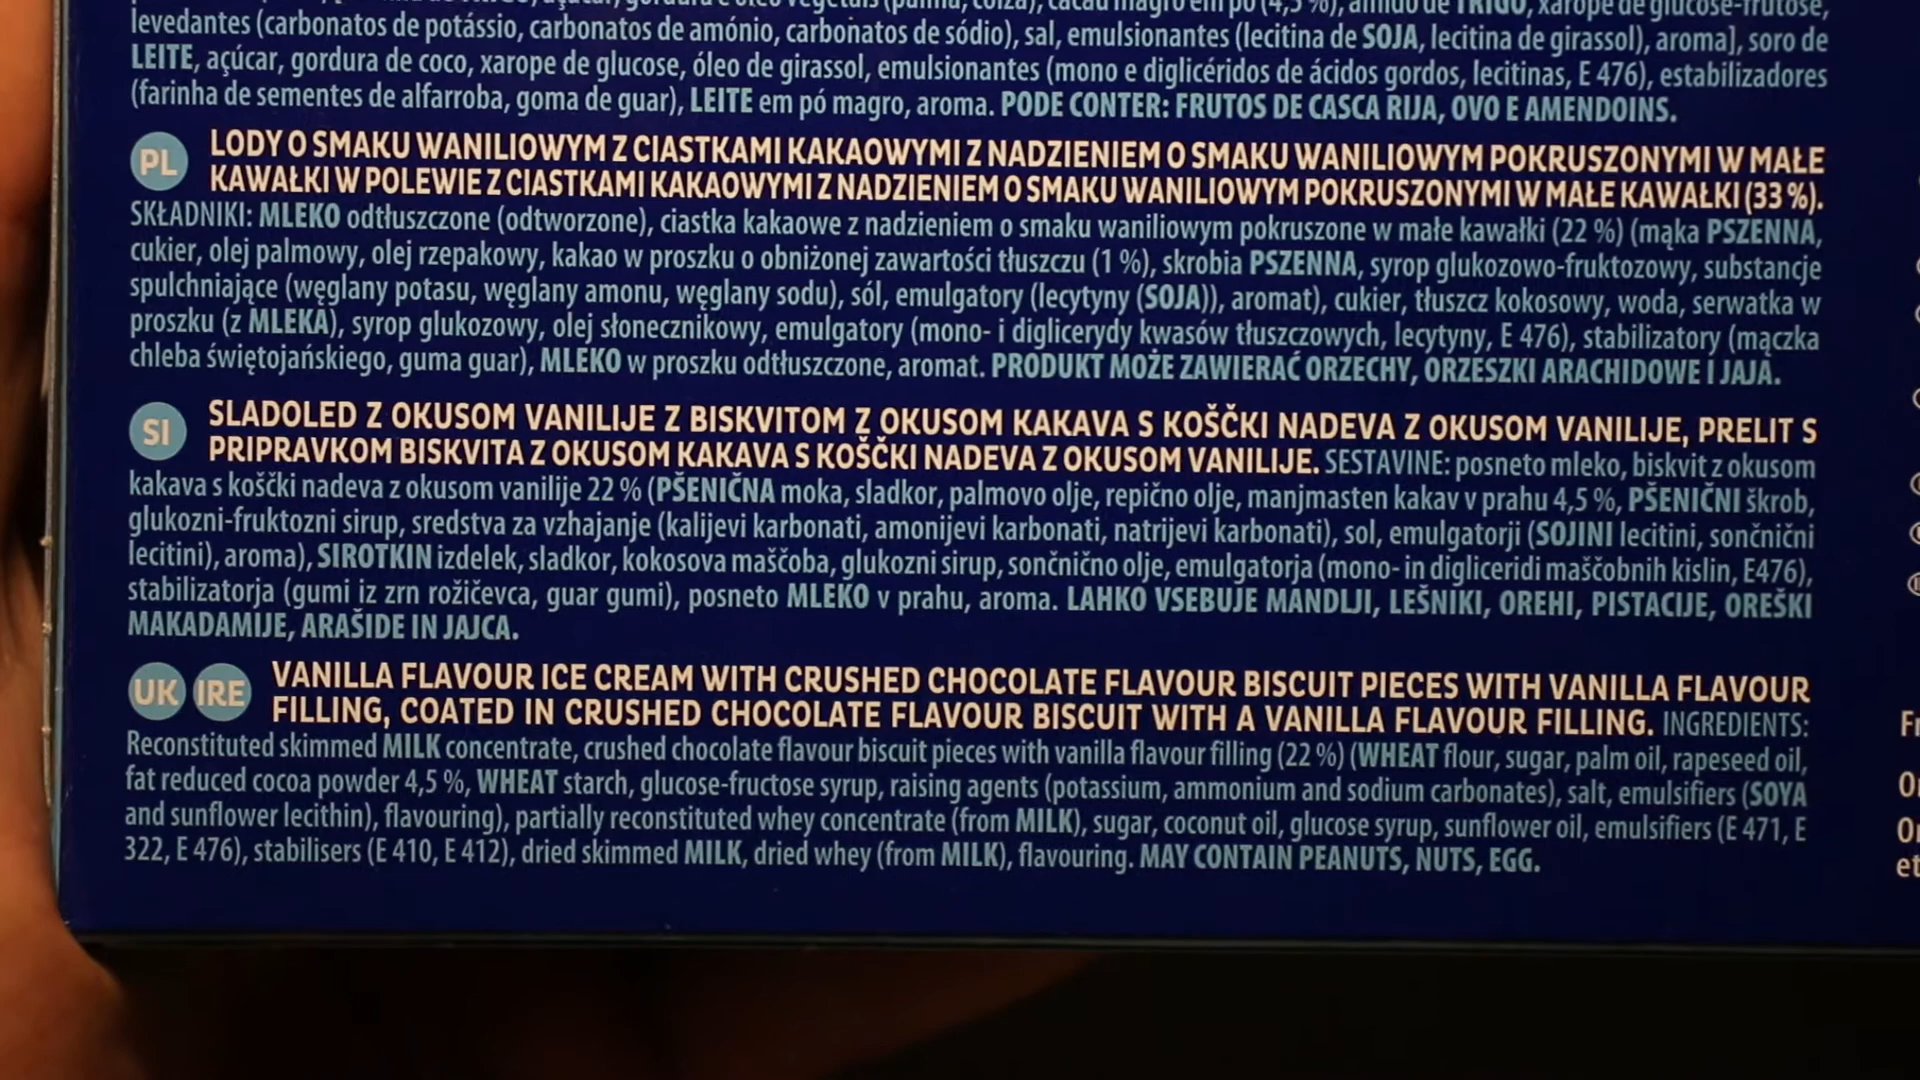 levedantes (carbonatos de potássio, carbonatos de amónio, carbonatos de sódio), sal, emulsionantes (lecitina de SOJA, lecitina de girassol), aroma], soro de
LEITE, açúcar, gordura de coco, xarope de glucose, óleo de girassol, emulsionantes (mono e diglicéridos de ácidos gordos, lecitinas, E 476), estabilizadores
(farinha de sementes de alfarroba, goma de guar), LEITE em pó magro, aroma. PODE CONTER: FRUTOS DE CASCA RIJA, OVO E AMENDOINS.
PL LODY O SMAKU WANILIOWYM Z CIASTKAMI KAKAOWYMI Z NADZIENIEM O SMAKU WANILIOWYM POKRUSZONYMI W MAŁE
KAWAŁKI W POLEWIE Z CIASTKAMI KAKAOWYMI Z NADZIENIEM O SMAKU WANILIOWYM POKRUSZONYMI W MAŁE KAWAŁKI (33 %).
SKŁADNIKI: MLEKO odtłuszczone (odtworzone), ciastka kakaowe z nadzieniem o smaku waniliowym pokruszone w małe kawałki (22 %) (mąka PSZENNA,
cukier, olej palmowy, olej rzepakowy, kakao w proszku o obniżonej zawartości tłuszczu (1 %), skrobia PSZENNA, syrop glukozowo-fruktozowy, substancje
spulchniające (węglany potasu, węglany amonu, węglany sodu), sól, emulgatory (lecytyny (SOJA)), aromat), cukier, tłuszcz kokosowy, woda, serwatka w
proszku (z MLEKA), syrop glukozowy, olej słonecznikowy, emulgatory (mono- i diglicerydy kwasów tłuszczowych, lecytyny, E 476), stabilizatory (mączka
chleba świętojańskiego, guma guar), MLEKO w proszku odtłuszczone, aromat. PRODUKT MOŻE ZAWIERAĆ ORZECHY, ORZESZKI ARACHIDOWE I JAJA.
SI SLADOLED Z OKUSOM VANILIJE Z BISKVITOM Z OKUSOM KAKAVA S KOŠČKI NADEVA Z OKUSOM VANILIJE, PRELIT S
PRIPRAVKOM BISKVITA Z OKUSOM KAKAVA S KOŠČKI NADEVA Z OKUSOM VANILIJE. SESTAVINE: posneto mleko, biskvit z okusom
kakava s koščki nadeva z okusom vanilije 22 % (PŠENIČNA moka, sladkor, palmovo olje, repično olje, manjmasten kakav v prahu 4,5 %, PŠENIČNI škrob,
glukozni-fruktozni sirup, sredstva za vzhajanje (kalijevi karbonati, amonijevi karbonati, natrijevi karbonati), sol, emulgatorji (SOJINI lecitini, sončnični
lecitini), aroma), SIROTKIN izdelek, sladkor, kokosova maščoba, glukozni sirup, sončnično olje, emulgatorja (mono- in digliceridi maščobnih kislin, E476),
stabilizatorja (gumi iz zrn rožičevca, guar gumi), posneto MLEKO v prahu, aroma. LAHKO VSEBUJE MANDLJI, LEŠNIKI, OREHI, PISTACIJE, OREŠKI
MAKADAMIJE, ARAŠIDE IN JAJCA.
UK IRE VANILLA FLAVOUR ICE CREAM WITH CRUSHED CHOCOLATE FLAVOUR BISCUIT PIECES WITH VANILLA FLAVOUR
FILLING, COATED IN CRUSHED CHOCOLATE FLAVOUR BISCUIT WITH A VANILLA FLAVOUR FILLING. INGREDIENTS:
Reconstituted skimmed MILK concentrate, crushed chocolate flavour biscuit pieces with vanilla flavour filling (22 %) (WHEAT flour, sugar, palm oil, rapeseed oil,
fat reduced cocoa powder 4,5 %, WHEAT starch, glucose-fructose syrup, raising agents (potassium, ammonium and sodium carbonates), salt, emulsifiers (SOYA
and sunflower lecithin), flavouring), partially reconstituted whey concentrate (from MILK), sugar, coconut oil, glucose syrup, sunflower oil, emulsifiers (E 471, E
322, E 476), stabilisers (E 410, E 412), dried skimmed MILK, dried whey (from MILK), flavouring. MAY CONTAIN PEANUTS, NUTS, EGG.